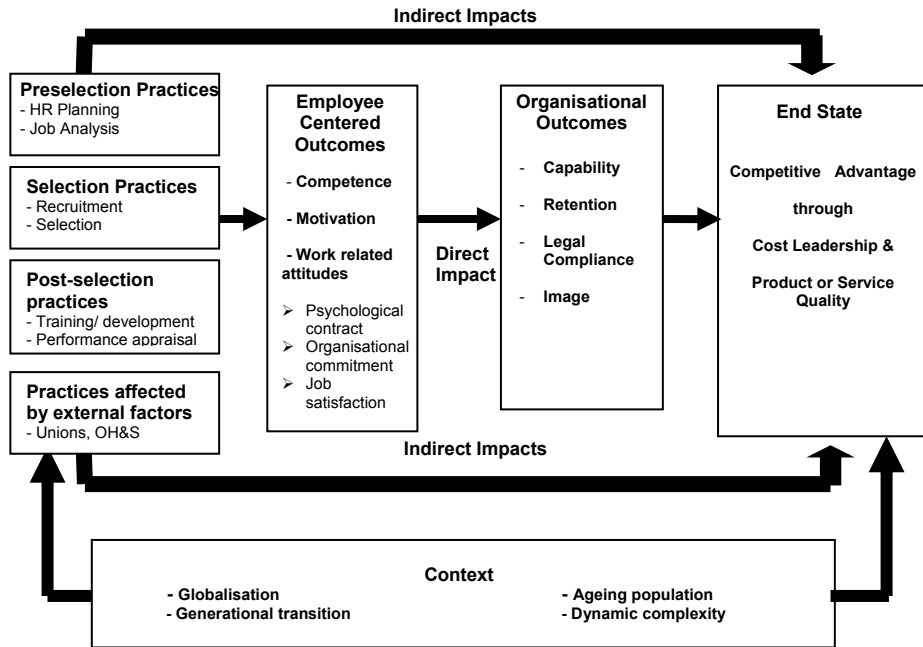 Indirect Impacts
Preselection Practices
- HR Planning
- Job Analysis
Selection Practices
- Recruitment
- Selection
Post-selection
practices
- Training/ development
- Performance appraisal
Practices affected
by external factors
- Unions, OH&S
Employee
Centered
Outcomes
- Competence
- Motivation
- Work related
attitudes
➢ Psychological
contract
➢ Organisational
commitment
➢ Job
satisfaction
Direct
Impact
Organisational
Outcomes
- Capability
- Retention
- Legal
Compliance
- Image
End State
Competitive Advantage
through
Cost Leadership &
Product or Service
Quality
Indirect Impacts
Context
- Globalisation
- Generational transition
- Ageing population
- Dynamic complexity